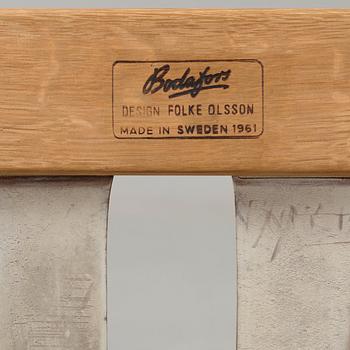 Bodafors
DESIGN FOLKE OLSSON
MADE IN SWEDEN 1961